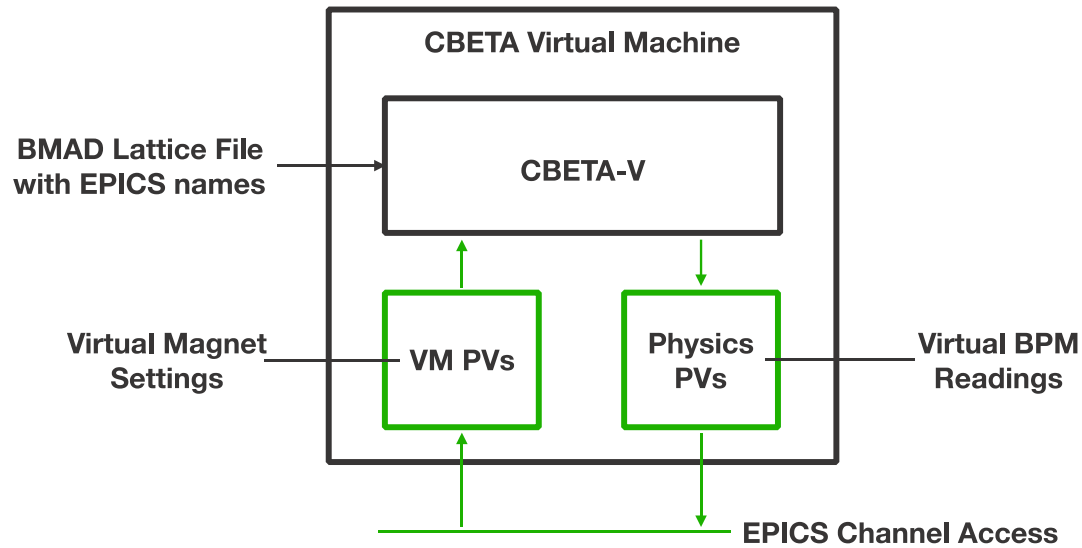 CBETA Virtual Machine
BMAD Lattice File
with EPICS names
CBETA-V
Virtual Magnet
Settings
VM PVs
Physics
PVs
Virtual BPM
Readings
EPICS Channel Access